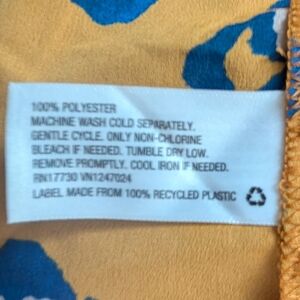 100% POLYESTER
MACHINE WASH COLD SEPARATELY.
GENTLE CYCLE. ONLY NON-CHLORINE
BLEACH IF NEEDED. TUMBLE DRY LOW.
REMOVE PROMPTLY. COOL IRON IF NEEDED.
RN17730 VN1247024
LABEL MADE FROM 100% RECYCLED PLASTIC